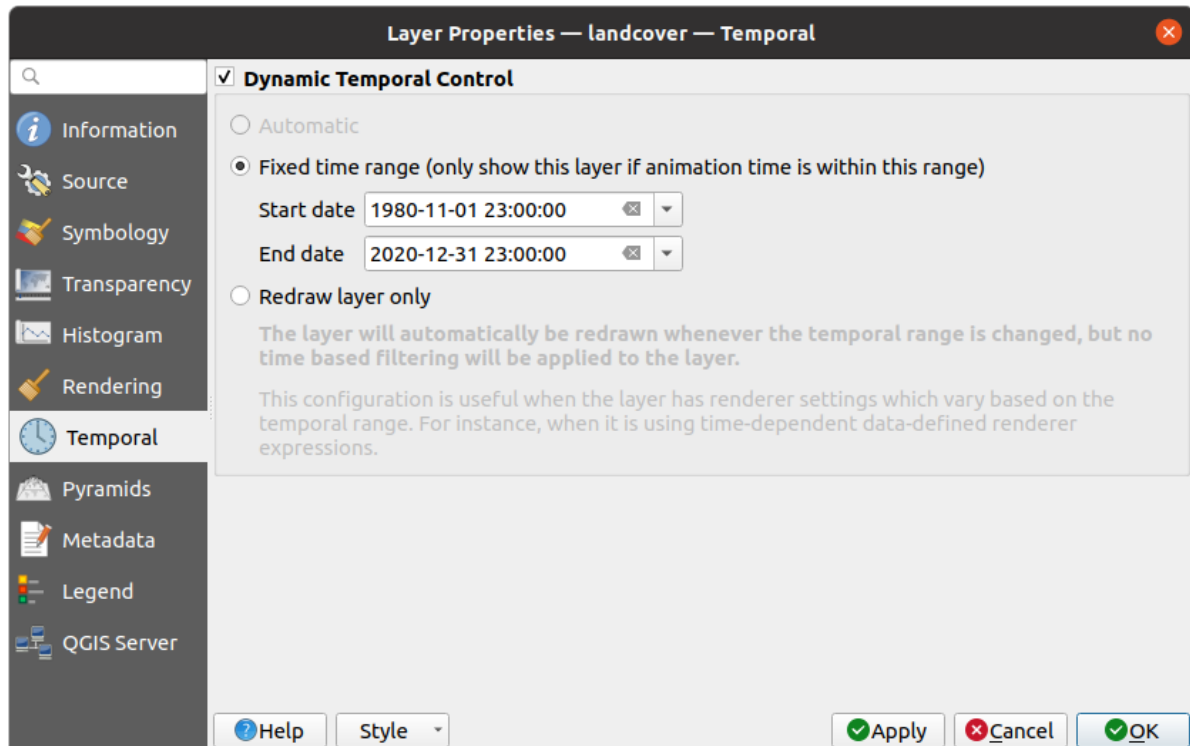 Layer Properties — landcover — Temporal
Information
Source
Symbology
Transparency
Histogram
Rendering
Temporal
Pyramids
Metadata
Legend
QGIS Server
Dynamic Temporal Control
Automatic
Fixed time range (only show this layer if animation time is within this range)
Start date 1980-11-01 23:00:00
End date 2020-12-31 23:00:00
Redraw layer only
The layer will automatically be redrawn whenever the temporal range is changed, but no
time based filtering will be applied to the layer.
This configuration is useful when the layer has renderer settings which vary based on the
temporal range. For instance, when it is using time-dependent data-defined renderer
expressions.
Help Style Apply Cancel OK